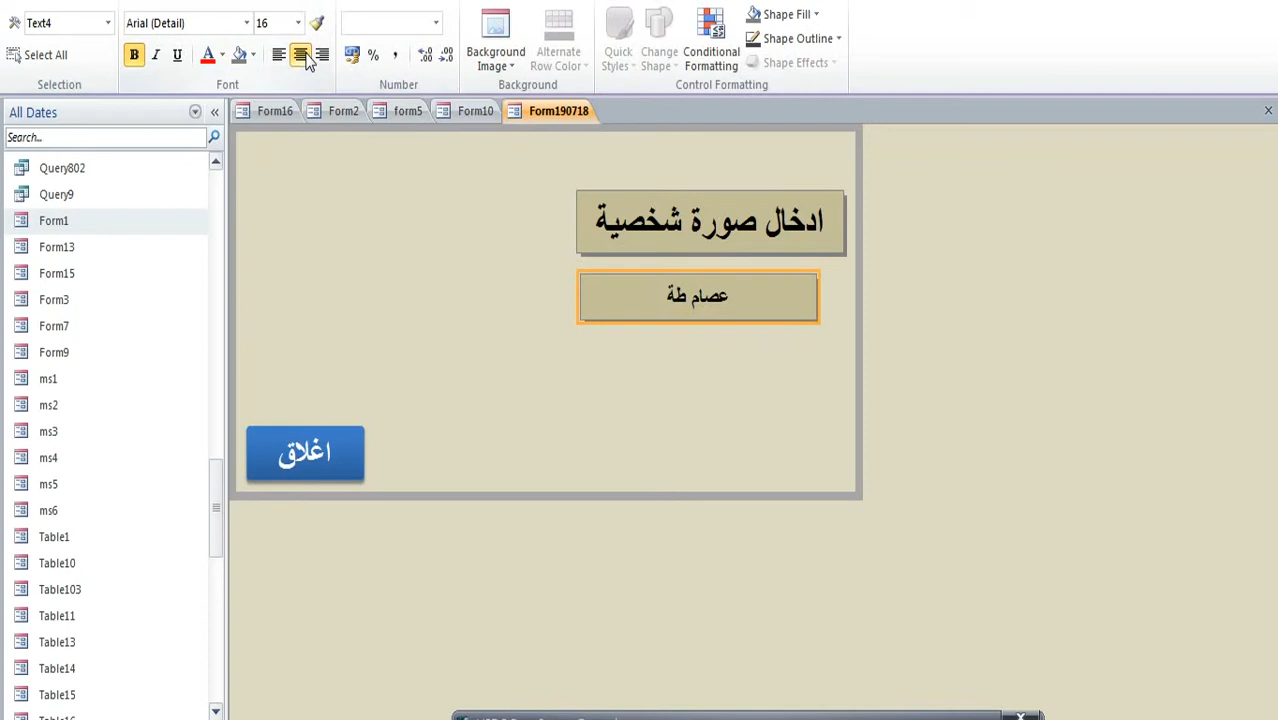 Text4
Arial (Detail)
16
Select All
B I U A
% ,
Background Image
Alternate Row Color
Quick Styles
Change Shape
Conditional Formatting
Shape Fill
Shape Outline
Shape Effects
Selection
Font
Number
Background
Control Formatting
All Dates
Form16
Form2
form5
Form10
Form190718
Search...
Query802
Query9
Form1
Form13
Form15
Form3
Form7
Form9
ms1
ms2
ms3
ms4
ms5
ms6
Table1
Table10
Table103
Table11
Table13
Table14
Table15
ادخال صورة شخصية
عصام طة
اغلاق